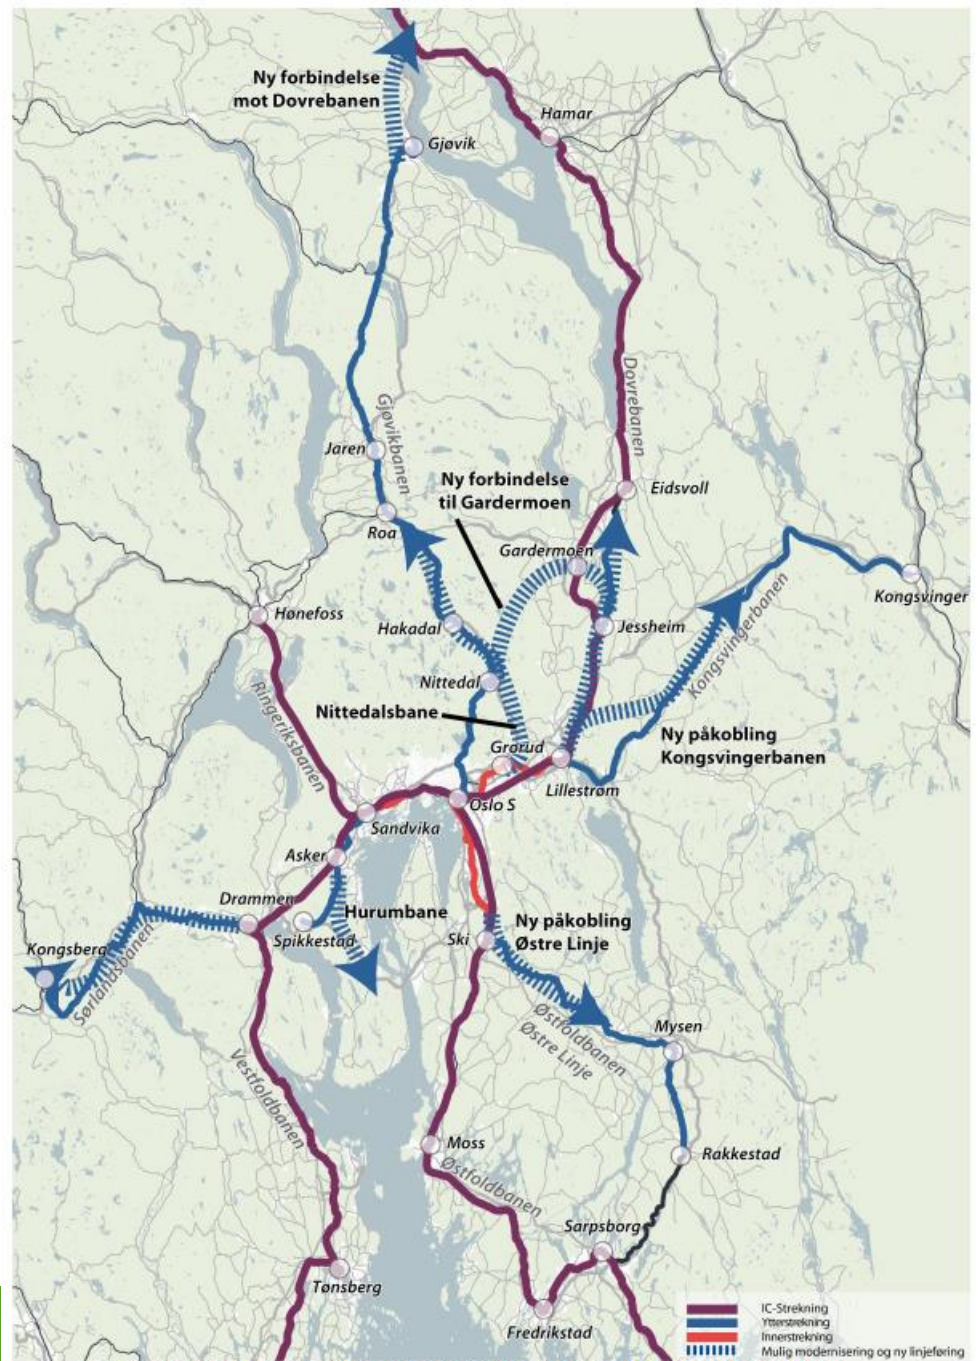 Ny forbindelse
mot Dovrebanen
Hamar
Gjøvik
Dovrebanen
Gjøvikbanen
Jaren
Ny forbindelse
til Gardermoen
Eidsvoll
Roa
Gardermoen
Kongsvinger
Hønefoss
Hakadal
Jessheim
Kongsvingerbanen
Nittedal
Ringeriksbanen
Nittedalsbane
Grorud
Ny påkobling
Kongsvingerbanen
Lillestrøm
Oslo S
Sandvika
Asker
Drammen
Hurumbane
Spikkestad
Ny påkobling
Østre Linje
Ski
Kongsberg
Sørlandsbanen
Østfoldbanen
Østre Linje
Mysen
Vestfoldbanen
Moss
Rakkestad
Østfoldbanen
Sarpsborg
Tønsberg
Fredrikstad
IC-Strekning
Ytterstrekning
Innerstrekning
Mulig modernisering og ny linjeføring